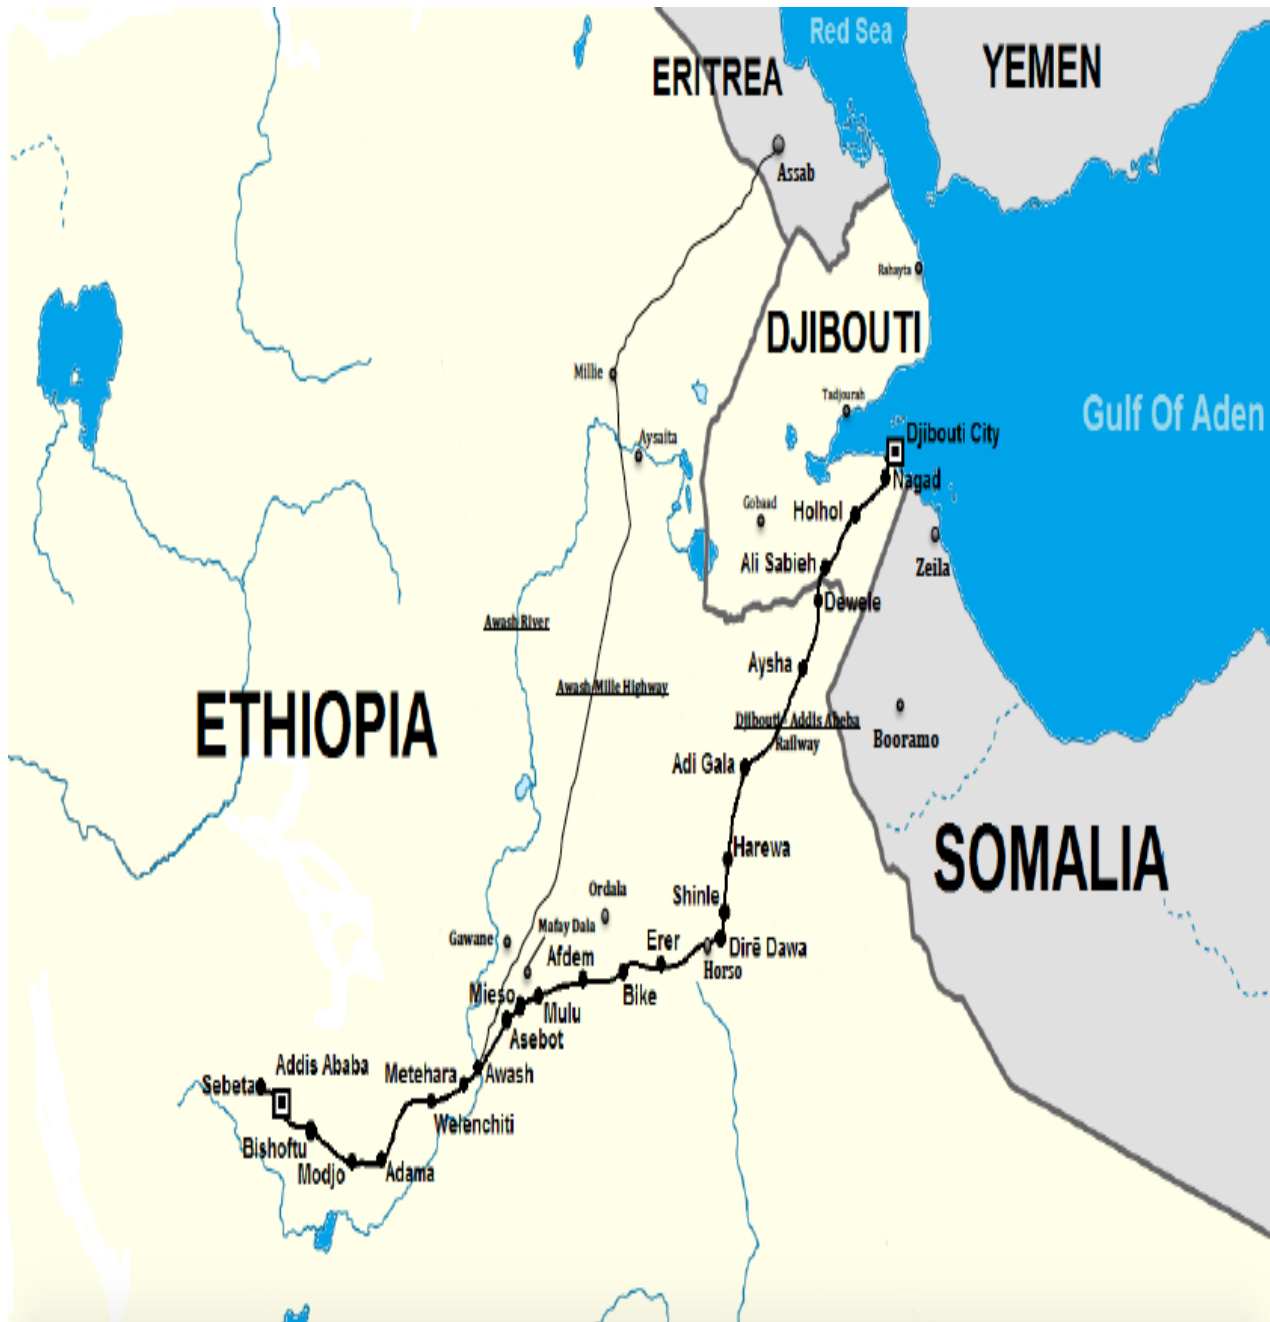 Red Sea
YEMEN
ERITREA
Assab
Rahayta
DJIBOUTI
Millie
Tadjourah
Gulf Of Aden
Djibouti City
Aysaita
Nagad
Gobaad
Holhol
Ali Sabieh
Zeila
Dewele
Awash River
Aysha
Awash Mille Highway
ETHIOPIA
Djibouti - Addis Abeba
Railway
Booramo
Adi Gala
Harewa
SOMALIA
Shinle
Ordala
Mafay Dala
Gawane
Erer
Dirē Dawa
Afdem
Horso
Mieso
Bike
Mulu
Asebot
Addis Ababa
Metehara
Awash
Sebeta
Welenchiti
Bishoftu
Modjo
Adama